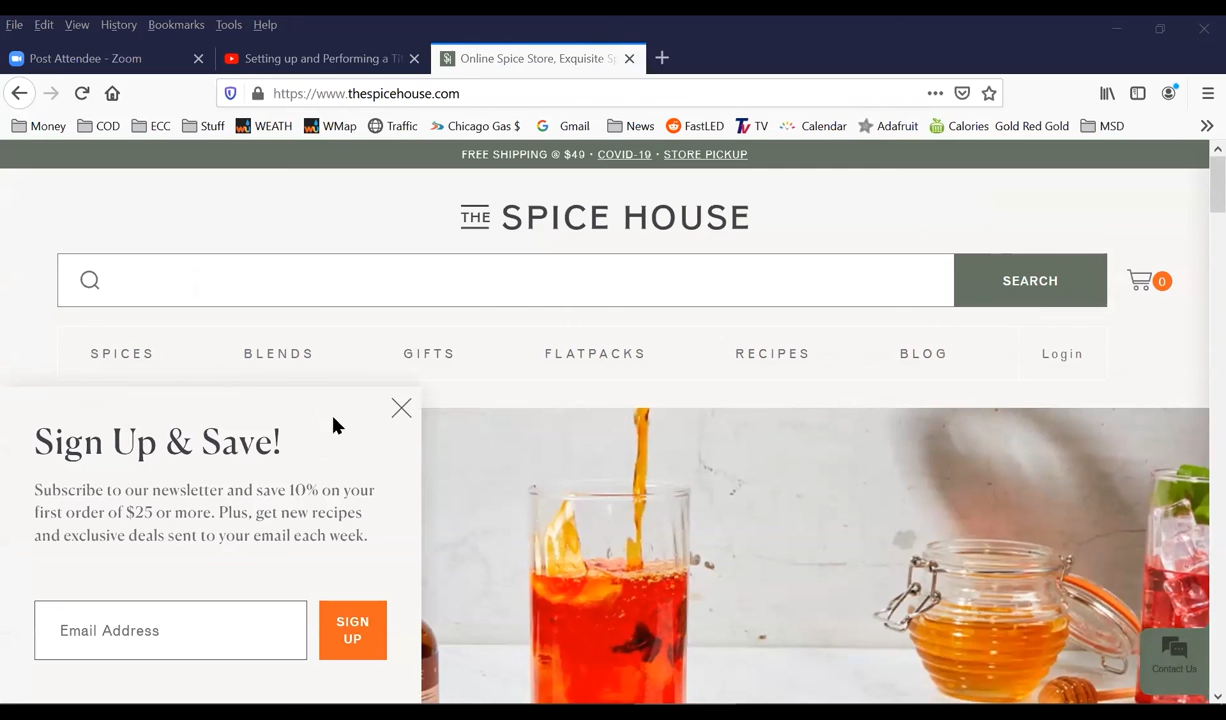 File Edit View History Bookmarks Tools Help
Post Attendee - Zoom Setting up and Performing a Ti Online Spice Store, Exquisite S
https://www.thespicehouse.com
Money COD ECC Stuff WEATH WMap Traffic Chicago Gas $ Gmail News FastLED TV Calendar Adafruit Calories Gold Red Gold MSD
FREE SHIPPING @ $49 · COVID-19 · STORE PICKUP
THE SPICE HOUSE
SEARCH 0
SPICES BLENDS GIFTS FLATPACKS RECIPES BLOG Login
Sign Up & Save!
Subscribe to our newsletter and save 10% on your
first order of $25 or more. Plus, get new recipes
and exclusive deals sent to your email each week.
Email Address
SIGN
UP
Contact Us